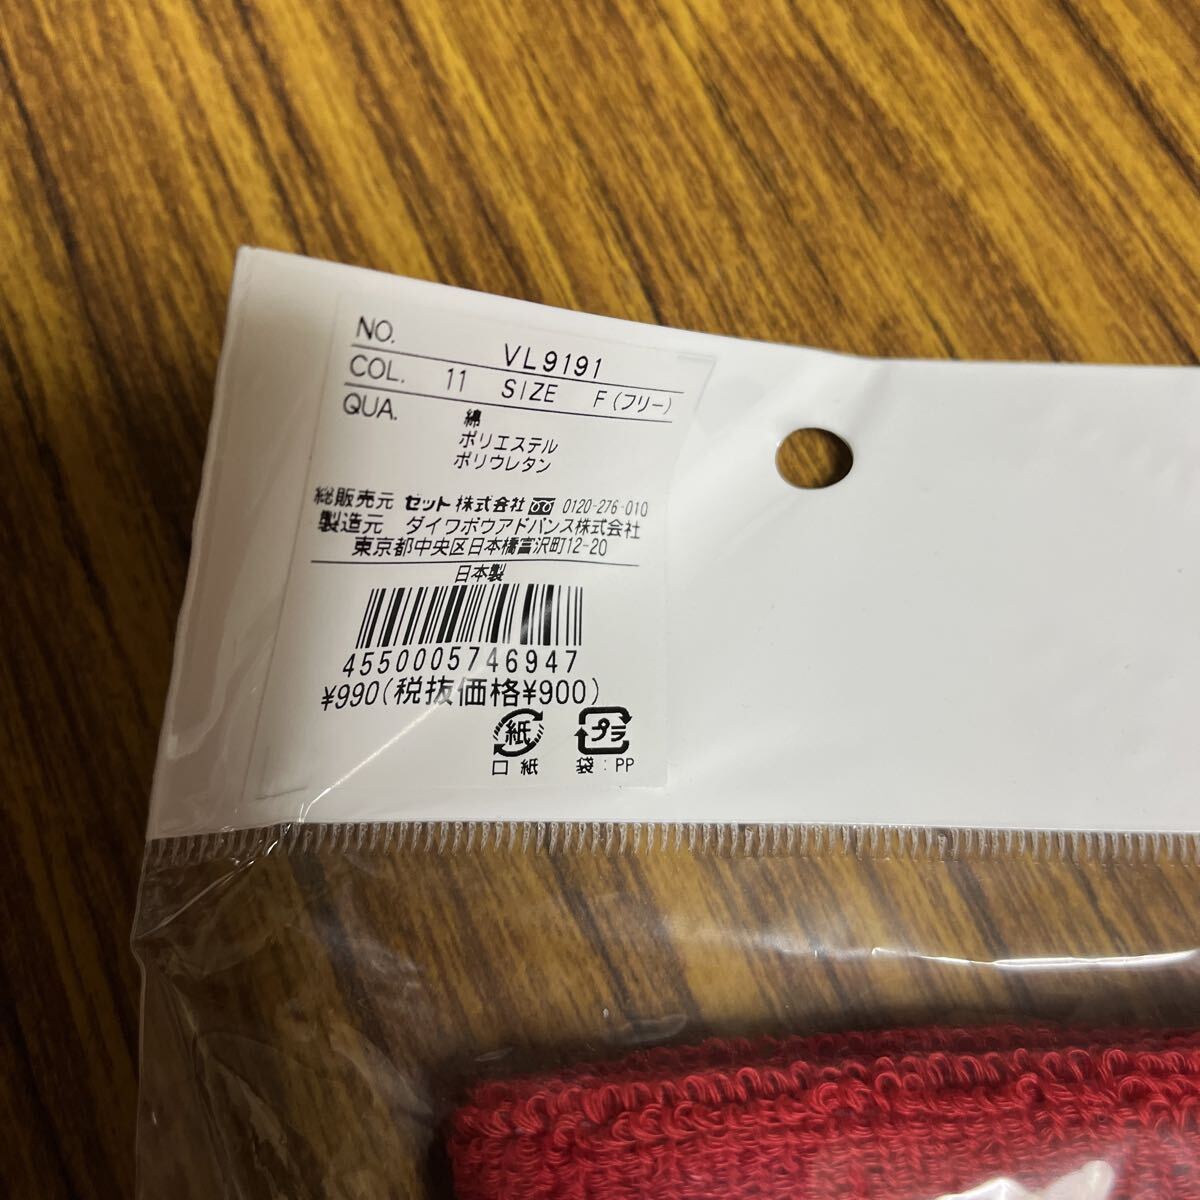 NO. VL9191
COL. 11 SIZE F(フリー)
QUA. 綿
ポリエステル
ポリウレタン
総販売元 ゼット株式会社 0120-276-010
製造元 ダイワボウアドバンス株式会社
東京都中央区日本橋富沢町12-20
日本製
4550005746947
¥990(税抜価格¥900)
紙 プラ
口紙 袋:PP